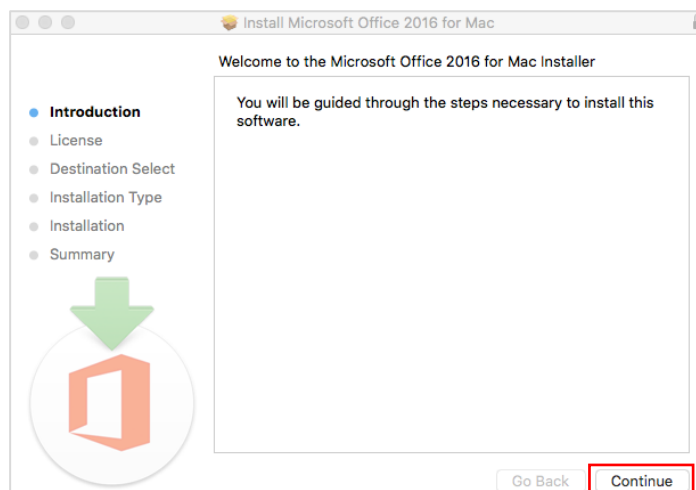 Install Microsoft Office 2016 for Mac
Welcome to the Microsoft Office 2016 for Mac Installer
Introduction
License
Destination Select
Installation Type
Installation
Summary
You will be guided through the steps necessary to install this
software.
Go Back
Continue